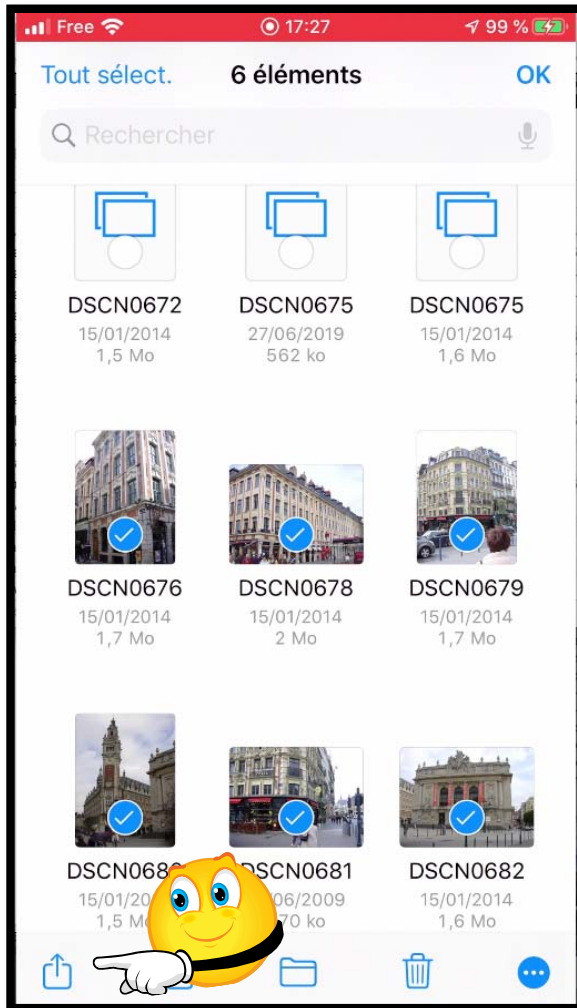 Free 17:27 99 %
Tout sélect. 6 éléments OK
Rechercher
DSCN0672 DSCN0675 DSCN0675
15/01/2014 27/06/2019 15/01/2014
1,5 Mo 562 ko 1,6 Mo
DSCN0676 DSCN0678 DSCN0679
15/01/2014 15/01/2014 15/01/2014
1,7 Mo 2 Mo 1,7 Mo
DSCN0681 DSCN0682
06/2009 15/01/2014
1,6 Mo